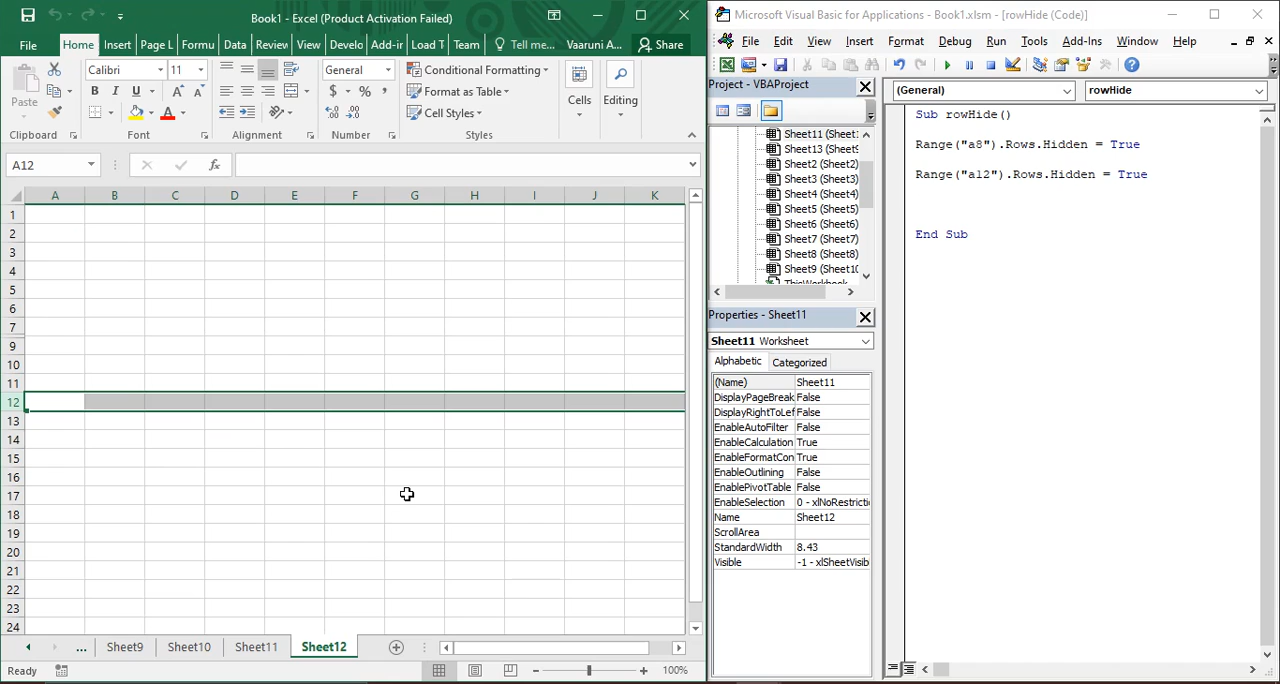 Book1 - Excel (Product Activation Failed)
File Home Insert Page L Formu Data Review View Develo Add-ir Load T Team Tell me... Vaaruni A... Share
Paste
Calibri 11
B I U
General
$ % ,
Conditional Formatting
Format as Table
Cell Styles
Cells
Editing
Clipboard Font Alignment Number Styles
A12 fx
A B C D E F G H I J K
1
2
3
4
5
6
7
8
9
10
11
12
13
14
15
16
17
18
19
20
21
22
23
24
... Sheet9 Sheet10 Sheet11 Sheet12
Ready 100%
Microsoft Visual Basic for Applications - Book1.xlsm - [rowHide (Code)]
File Edit View Insert Format Debug Run Tools Add-Ins Window Help
Project - VBAProject
Sheet11 (Sheet1:
Sheet13 (Sheet9
Sheet2 (Sheet2)
Sheet3 (Sheet3)
Sheet4 (Sheet4)
Sheet5 (Sheet5)
Sheet6 (Sheet6)
Sheet7 (Sheet7)
Sheet8 (Sheet8)
Sheet9 (Sheet10
ThisWorkbook
Properties - Sheet11
Sheet11 Worksheet
Alphabetic Categorized
(Name) Sheet11
DisplayPageBreak False
DisplayRightToLef False
EnableAutoFilter False
EnableCalculation True
EnableFormatCon True
EnableOutlining False
EnablePivotTable False
EnableSelection 0 - xlNoRestricti
Name Sheet12
ScrollArea
StandardWidth 8.43
Visible -1 - xlSheetVisib
(General) rowHide
Sub rowHide()
Range("a8").Rows.Hidden = True
Range("a12").Rows.Hidden = True
End Sub